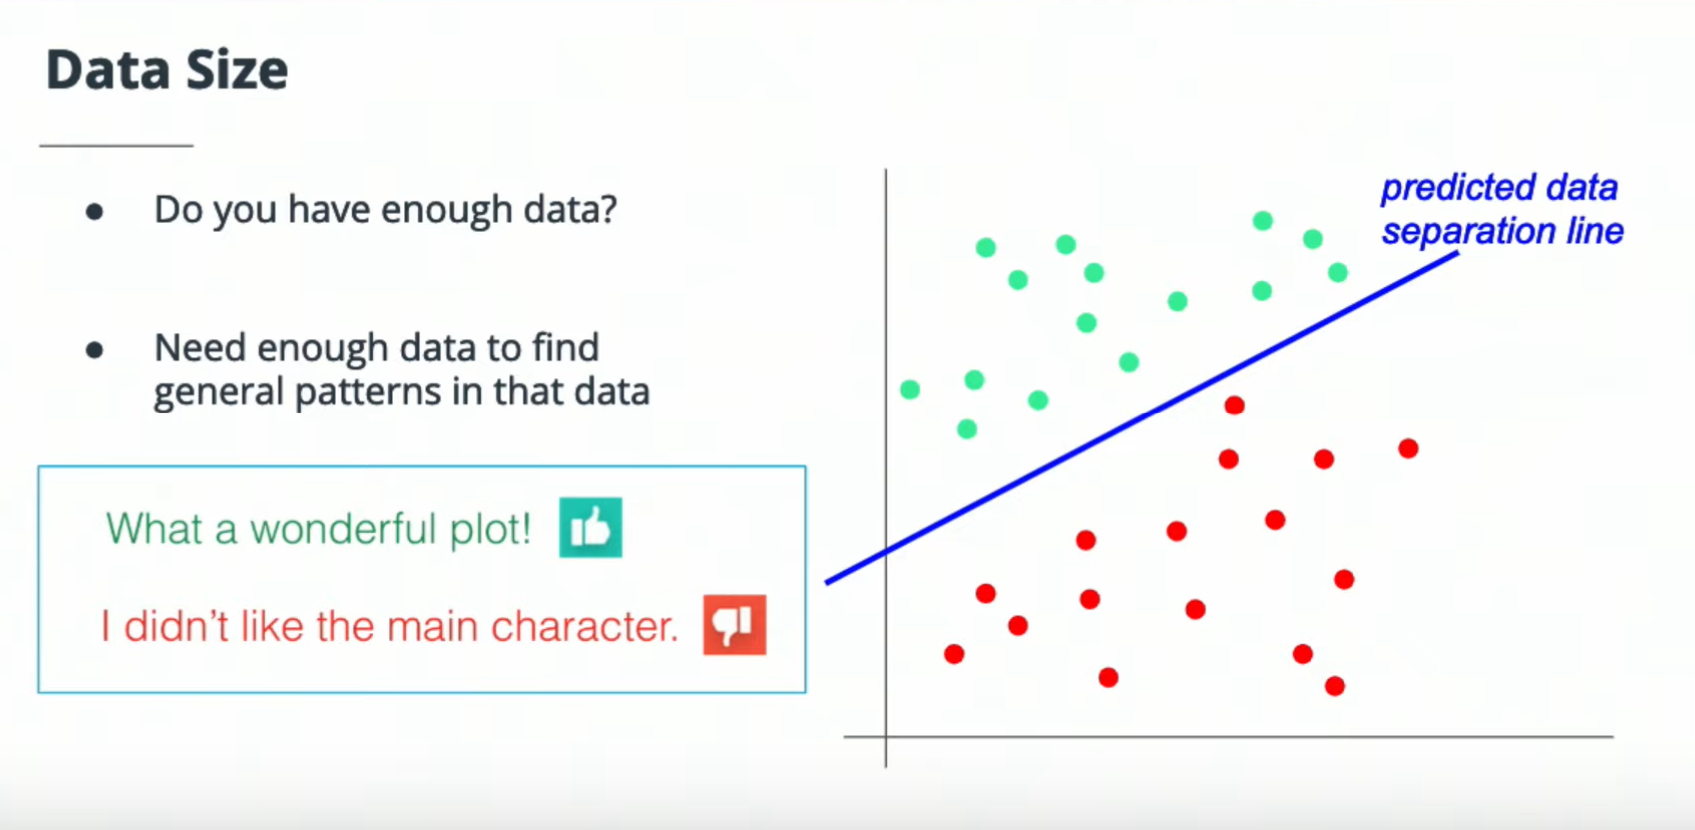 Data Size
● Do you have enough data?
● Need enough data to find
general patterns in that data
What a wonderful plot!
I didn't like the main character.
predicted data
separation line